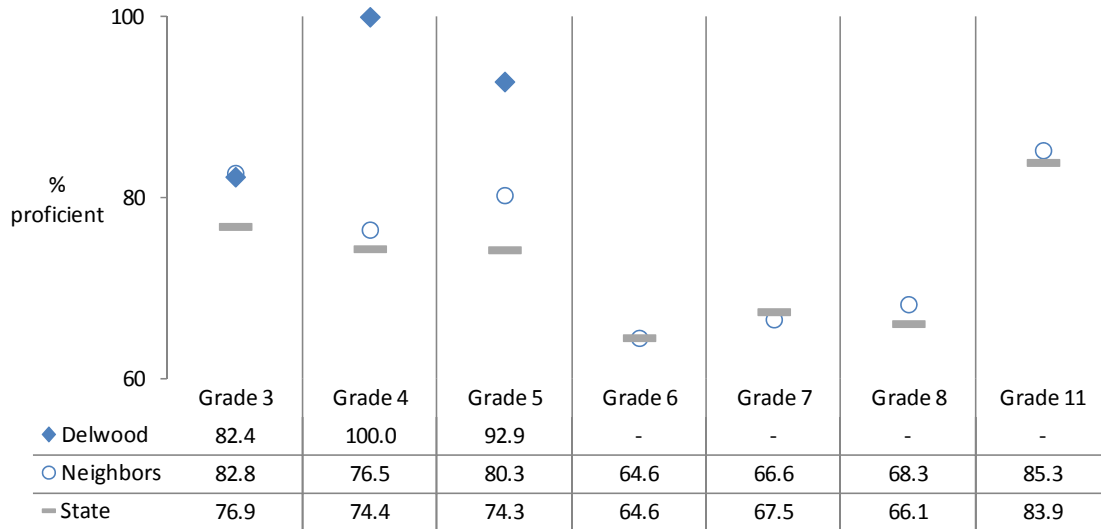 100
80
60
%
proficient
Grade 3 Grade 4 Grade 5 Grade 6 Grade 7 Grade 8 Grade 11
Delwood 82.4 100.0 92.9 - - - -
Neighbors 82.8 76.5 80.3 64.6 66.6 68.3 85.3
State 76.9 74.4 74.3 64.6 67.5 66.1 83.9